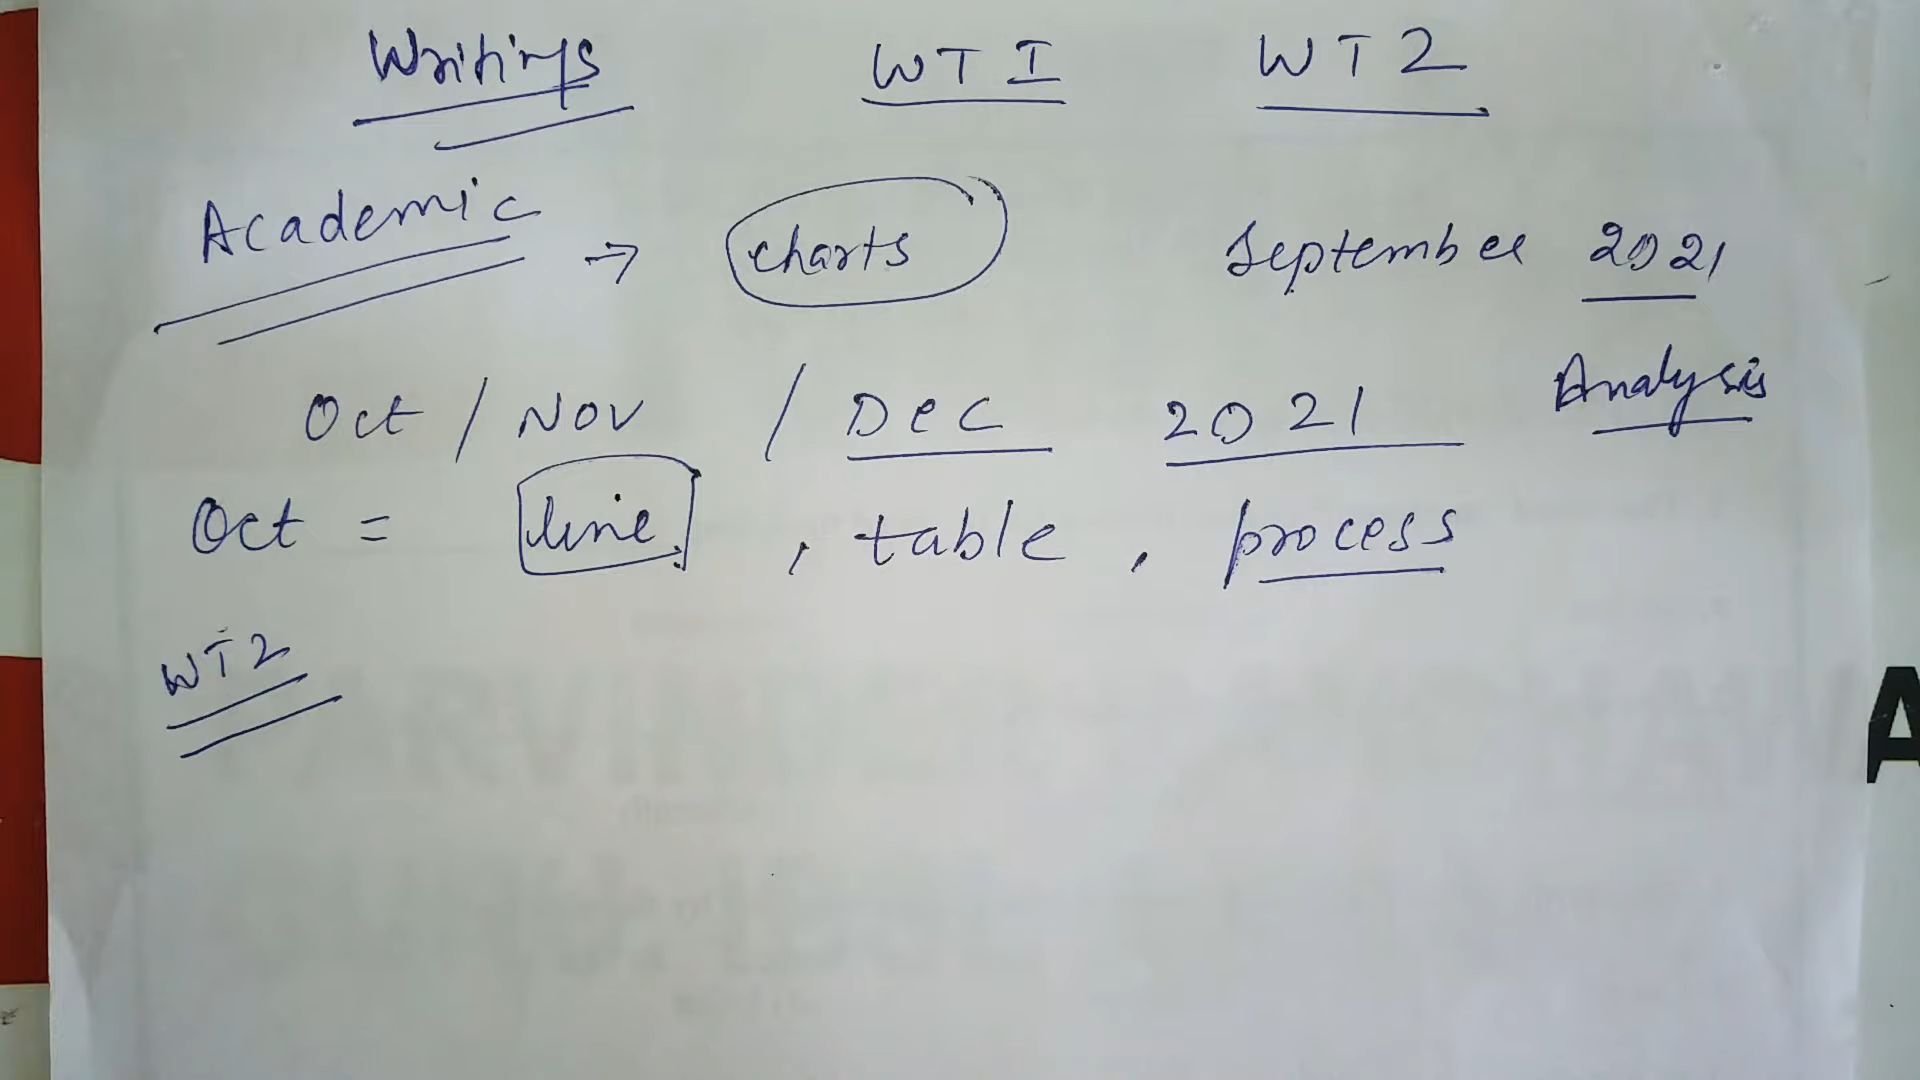 Writings WT I WT 2
Academic → charts September 2021
Oct / Nov / Dec 2021 Analysis
Oct = line, table, process
WT2
A